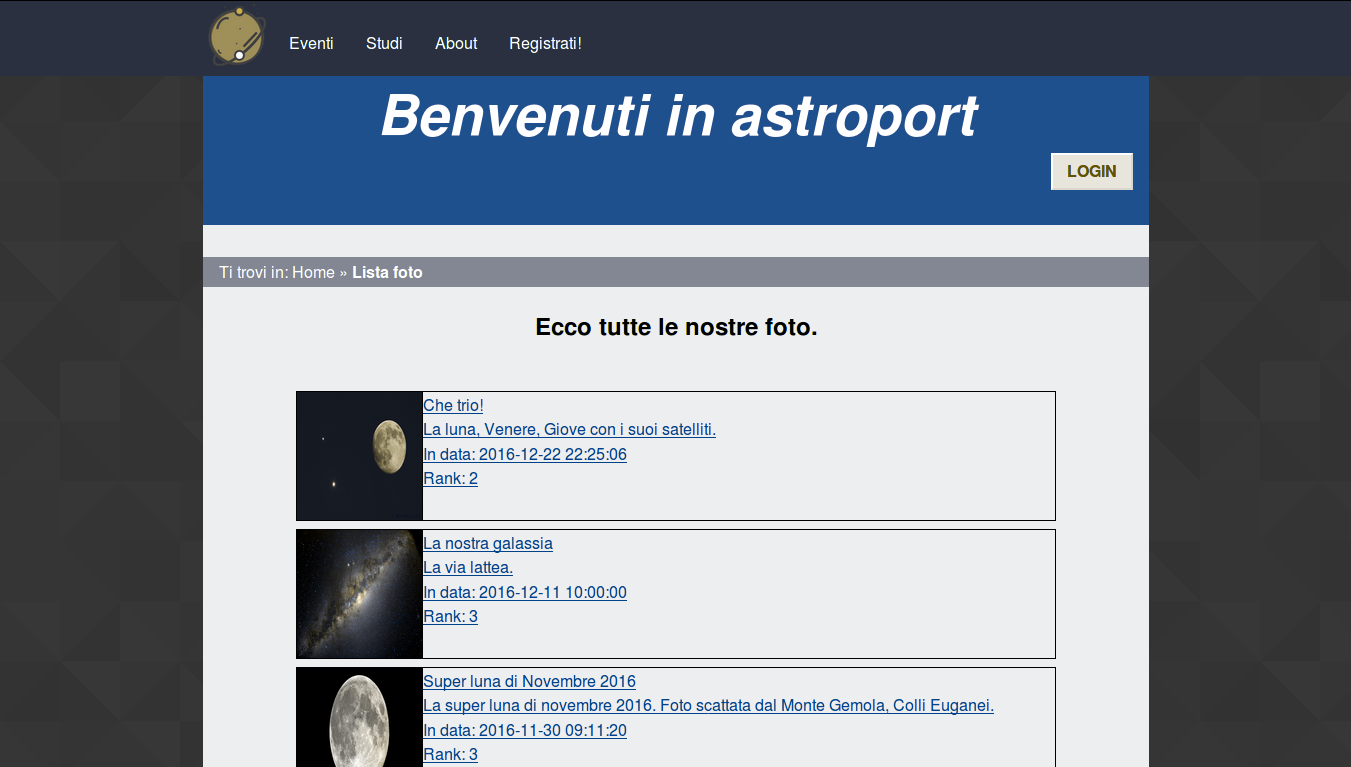 Eventi Studi About Registrati!
Benvenuti in astroport
LOGIN
Ti trovi in: Home » Lista foto
Ecco tutte le nostre foto.
Che trio!
La luna, Venere, Giove con i suoi satelliti.
In data: 2016-12-22 22:25:06
Rank: 2
La nostra galassia
La via lattea.
In data: 2016-12-11 10:00:00
Rank: 3
Super luna di Novembre 2016
La super luna di novembre 2016. Foto scattata dal Monte Gemola, Colli Euganei.
In data: 2016-11-30 09:11:20
Rank: 3